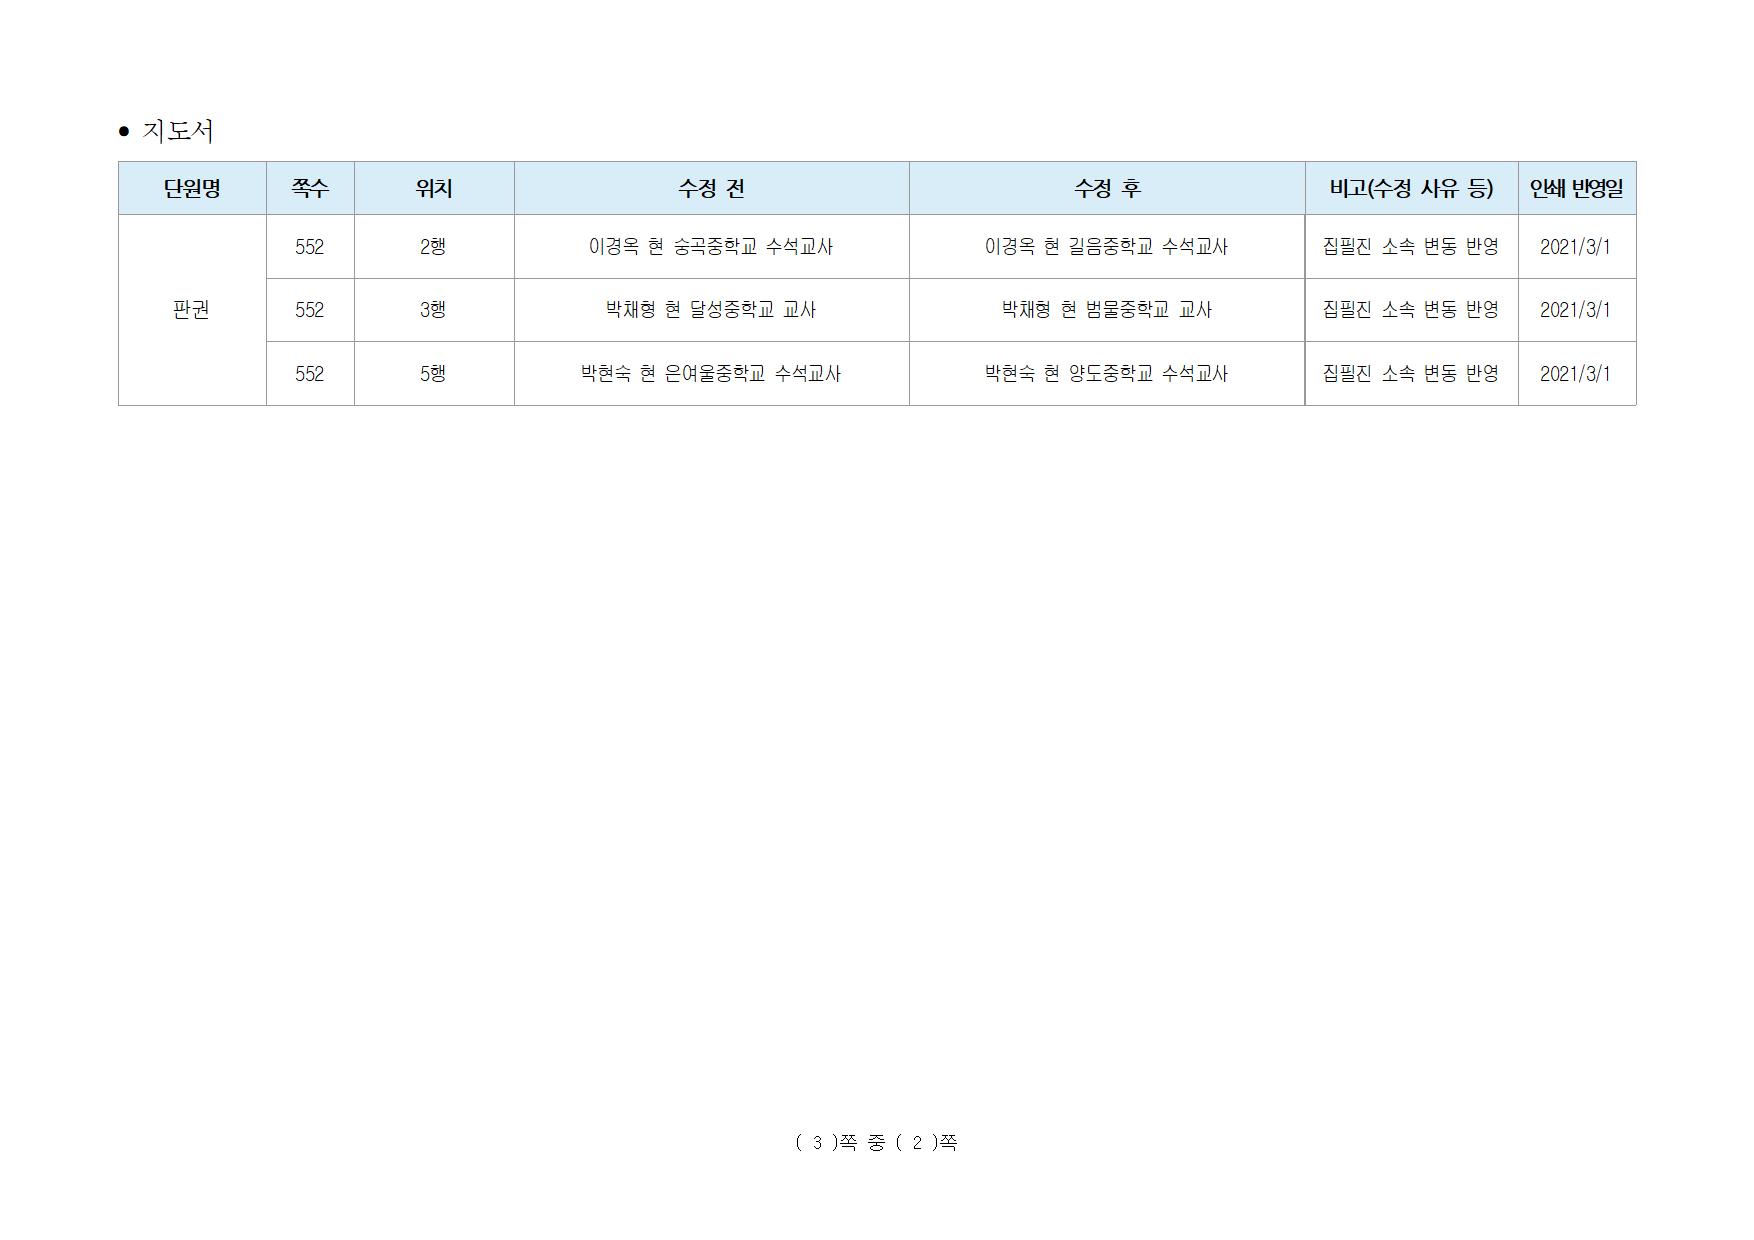 • 지도서
단원명 쪽수 위치 수정 전 수정 후 비고(수정 사유 등) 인쇄 반영일
판권 552 2행 이경옥 현 숭곡중학교 수석교사 이경옥 현 길음중학교 수석교사 집필진 소속 변동 반영 2021/3/1
552 3행 박채형 현 달성중학교 교사 박채형 현 범물중학교 교사 집필진 소속 변동 반영 2021/3/1
552 5행 박현숙 현 은여울중학교 수석교사 박현숙 현 양도중학교 수석교사 집필진 소속 변동 반영 2021/3/1
( 3 )쪽 중 ( 2 )쪽